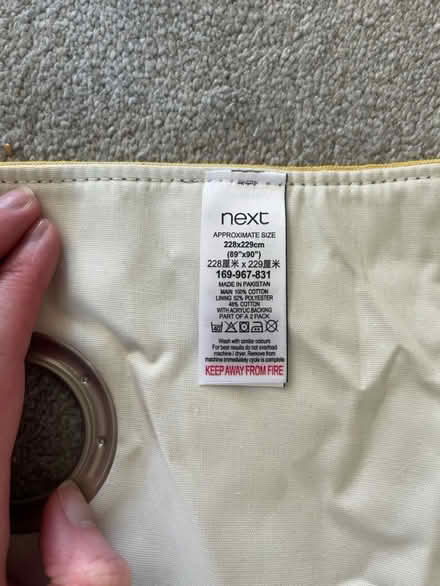 next
APPROXIMATE SIZE
228x229cm
(89"x90")
228厘米 x 229厘米
169-967-831
MADE IN PAKISTAN
MAIN 100% COTTON
LINING 52% POLYESTER
48% COTTON
WITH ACRYLIC BACKING
PART OF A 2 PACK
Wash with similar colours
For best results do not overload
machine / dryer. Remove from
machine immediately cycle is complete
KEEP AWAY FROM FIRE